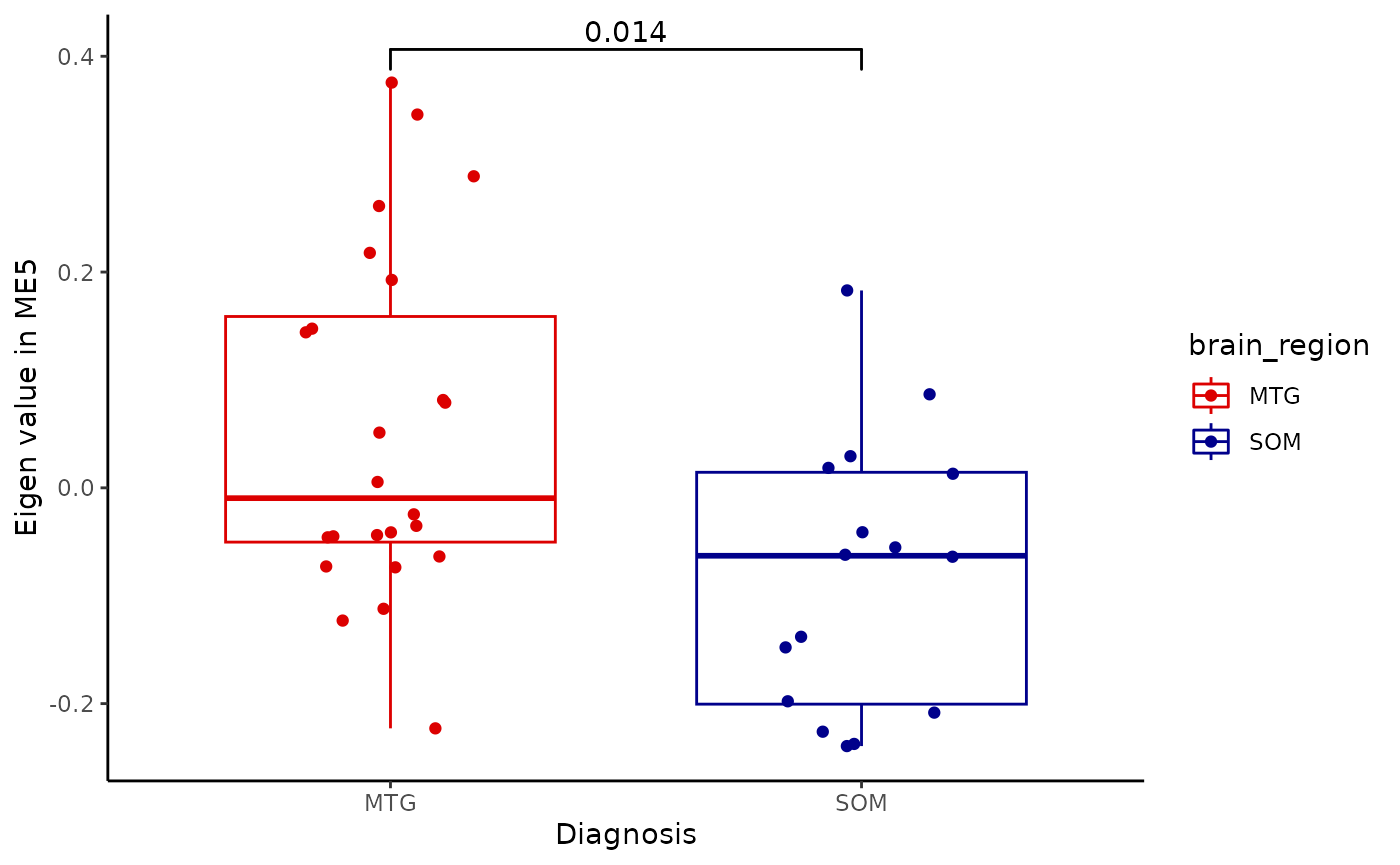 0.014
0.4
0.2
0.0
-0.2
Eigen value in ME5
MTG
SOM
Diagnosis
brain_region
MTG
SOM